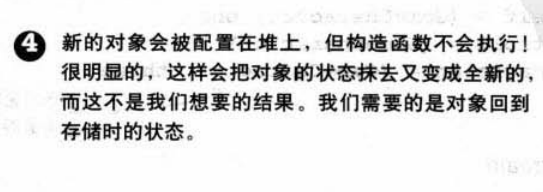 4 新的对象会被配置在堆上，但构造函数不会执行！
很明显的，这样会把对象的状态抹去又变成全新的，
而这不是我们想要的结果。我们需要的是对象回到
存储时的状态。